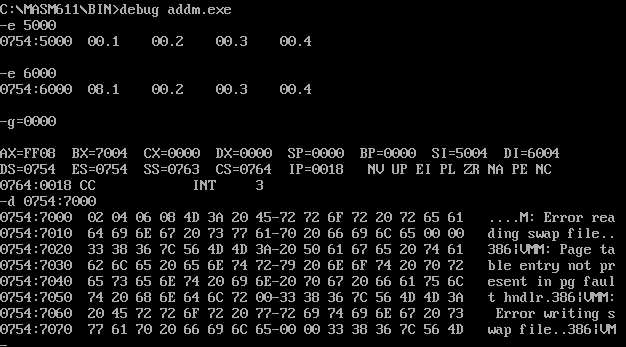 C:\MASM611\BIN>debug addm.exe
-e 5000
0754:5000  00.1   00.2   00.3   00.4
-e 6000
0754:6000  08.1   00.2   00.3   00.4
-g=0000
AX=FF08  BX=7004  CX=0000  DX=0000  SP=0000  BP=0000  SI=5004  DI=6004
DS=0754  ES=0754  SS=0763  CS=0764  IP=0018   NV UP EI PL ZR NA PE NC
0764:0018 CC            INT     3
-d 0754:7000
0754:7000  02 04 06 08 4D 3A 20 45-72 72 6F 72 20 72 65 61   ....M: Error rea
0754:7010  64 69 6E 67 20 73 77 61-70 20 66 69 6C 65 00 00   ding swap file..
0754:7020  33 38 36 7C 56 4D 4D 3A-20 50 61 67 65 20 74 61   386|VMM: Page ta
0754:7030  62 6C 65 20 65 6E 74 72-79 20 6E 6F 74 20 70 72   ble entry not pr
0754:7040  65 73 65 6E 74 20 69 6E-20 70 67 20 66 61 75 6C   esent in pg faul
0754:7050  74 20 68 6E 64 6C 72 00-33 38 36 7C 56 4D 4D 3A   t hndlr.386|VMM:
0754:7060  20 45 72 72 6F 72 20 77-72 69 74 69 6E 67 20 73    Error writing s
0754:7070  77 61 70 20 66 69 6C 65-00 00 33 38 36 7C 56 4D   wap file..386|VM
-